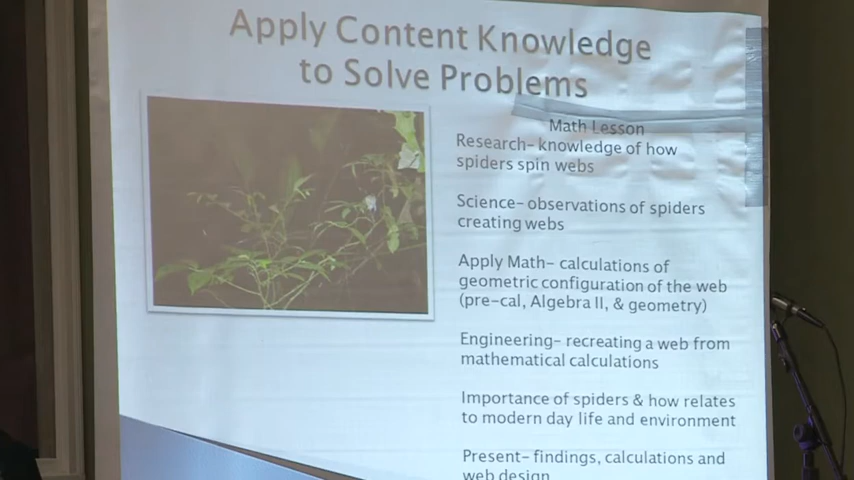 Apply Content Knowledge
to Solve Problems
Math Lesson
Research- knowledge of how
spiders spin webs
Science- observations of spiders
creating webs
Apply Math- calculations of
geometric configuration of the web
(pre-cal, Algebra II, & geometry)
Engineering- recreating a web from
mathematical calculations
Importance of spiders & how relates
to modern day life and environment
Present- findings, calculations and
web design